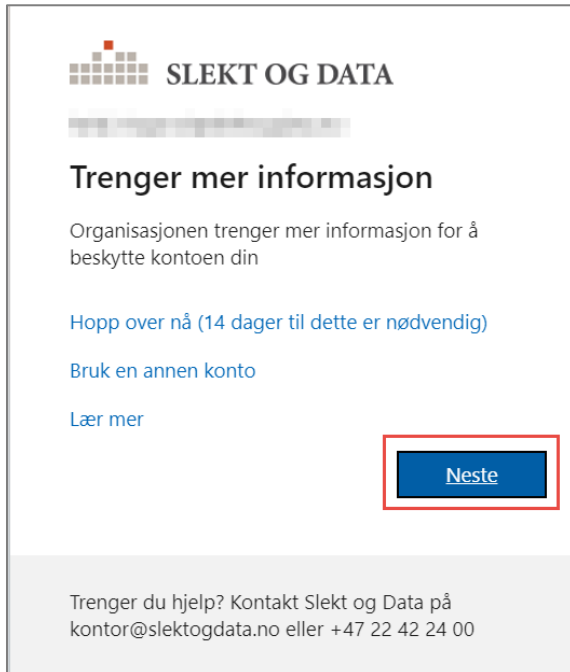 SLEKT OG DATA
Trenger mer informasjon
Organisasjonen trenger mer informasjon for å
beskytte kontoen din
Hopp over nå (14 dager til dette er nødvendig)
Bruk en annen konto
Lær mer
Neste
Trenger du hjelp? Kontakt Slekt og Data på
kontor@slektogdata.no eller +47 22 42 24 00